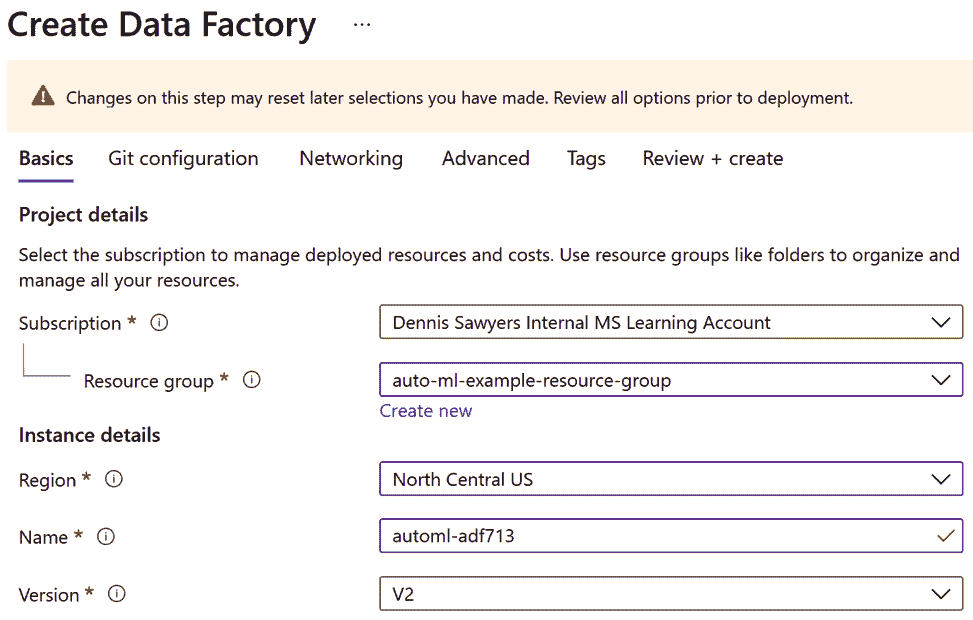 Create Data Factory ...
Changes on this step may reset later selections you have made. Review all options prior to deployment.
Basics Git configuration Networking Advanced Tags Review + create
Project details
Select the subscription to manage deployed resources and costs. Use resource groups like folders to organize and
manage all your resources.
Subscription * Dennis Sawyers Internal MS Learning Account
Resource group * auto-ml-example-resource-group
Create new
Instance details
Region * North Central US
Name * automl-adf713
Version * V2